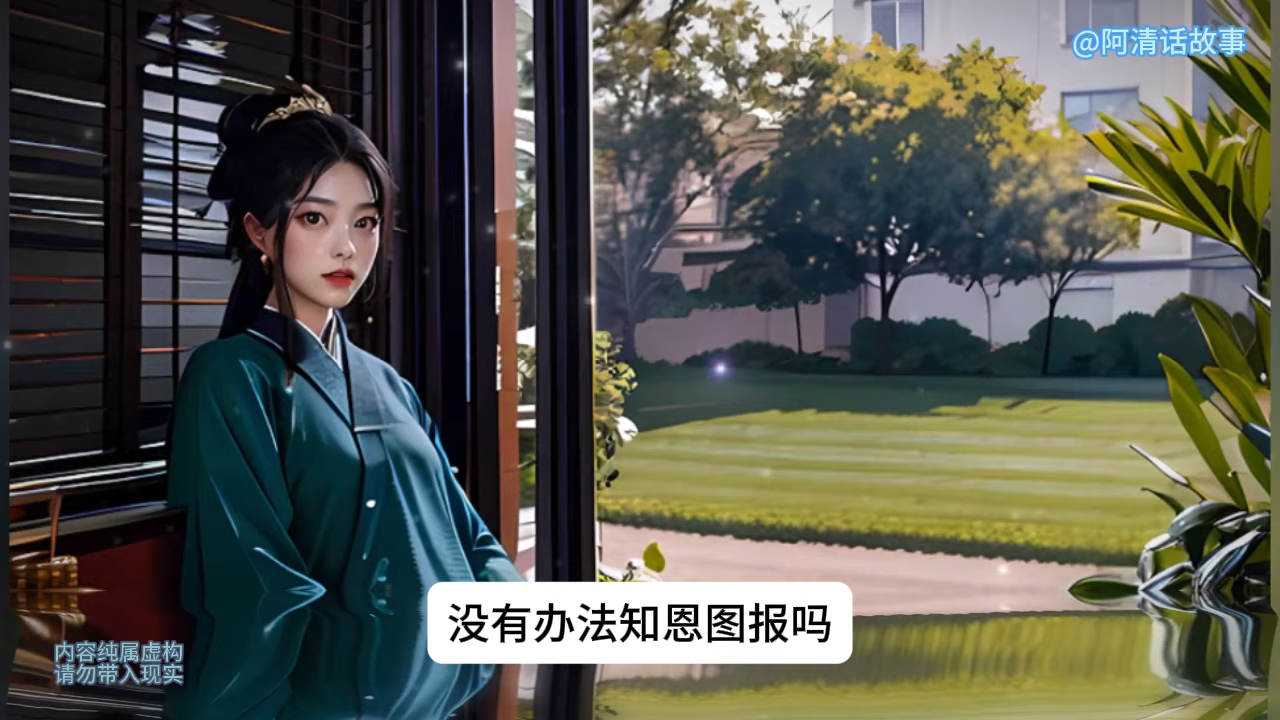 @阿清话故事
没有办法知恩图报吗
内容纯属虚构
请勿带入现实